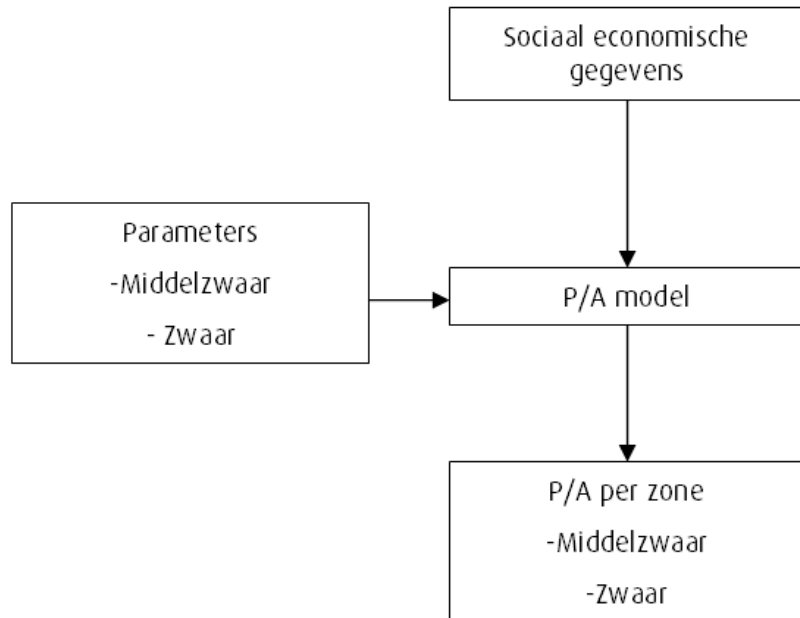 Sociaal economische
gegevens
Parameters
-Middelzwaar
- Zwaar
P/A model
P/A per zone
-Middelzwaar
-Zwaar